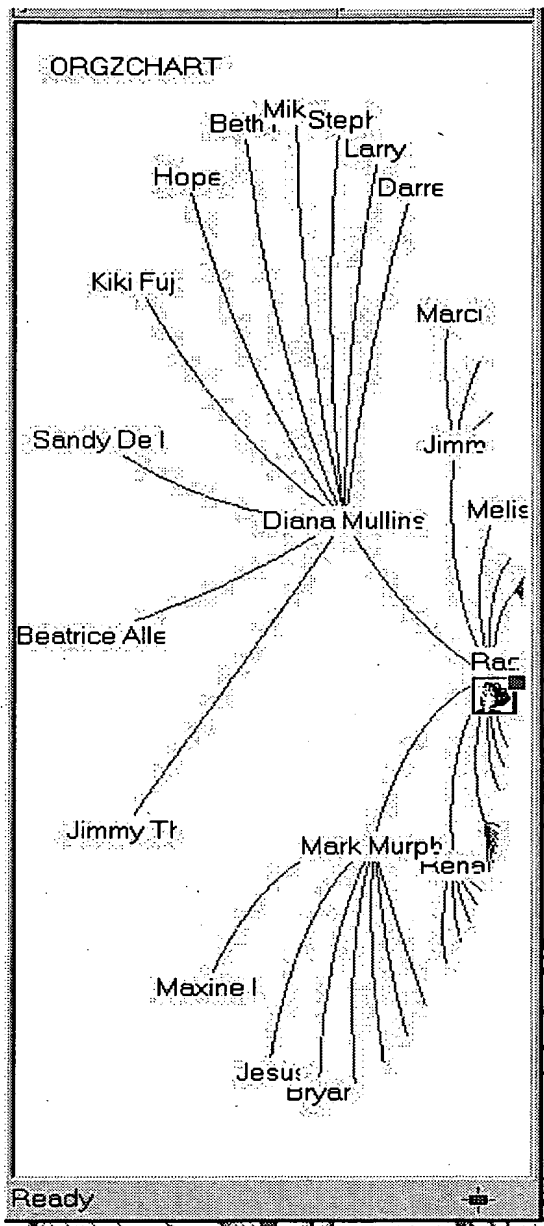 ORGZCHART
Mik
Beth
Steph
Larry
Hope
Darre
Kiki Fuj
Marci
Sandy De l
Jimm
Melis
Diana Mullins
Beatrice Alle
Jimmy Th
Mark Murph
Renal
Maxine
Jesus
Bryar
Ready